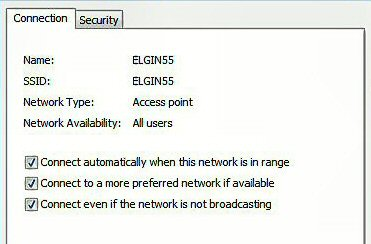 Connection Security
Name: ELGIN55
SSID: ELGIN55
Network Type: Access point
Network Availability: All users
Connect automatically when this network is in range
Connect to a more preferred network if available
Connect even if the network is not broadcasting